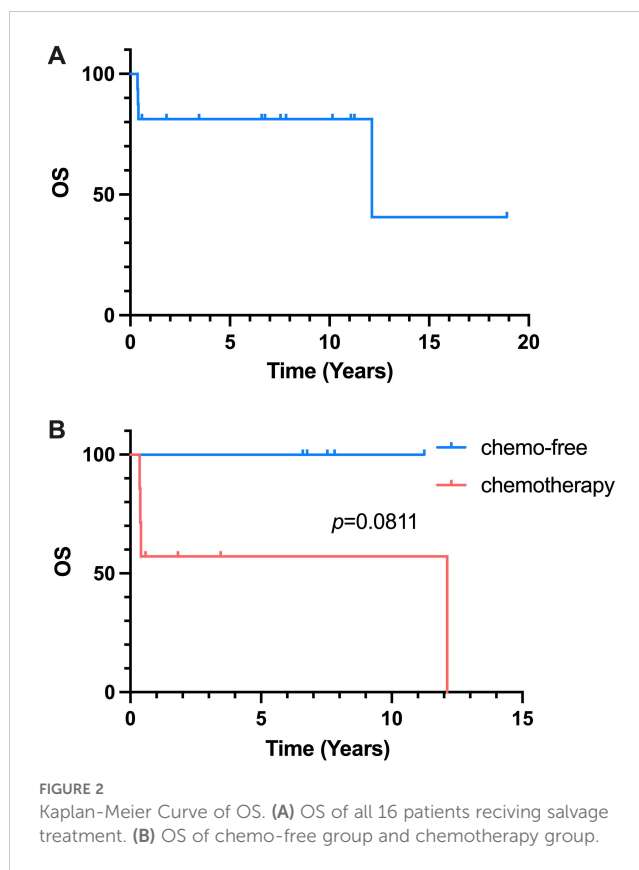 A
100
50
0
OS
0 5 10 15 20
Time (Years)
B
chemo-free
chemotherapy
p=0.0811
100
50
0
OS
0 5 10 15
Time (Years)
FIGURE 2
Kaplan-Meier Curve of OS. (A) OS of all 16 patients reciving salvage
treatment. (B) OS of chemo-free group and chemotherapy group.